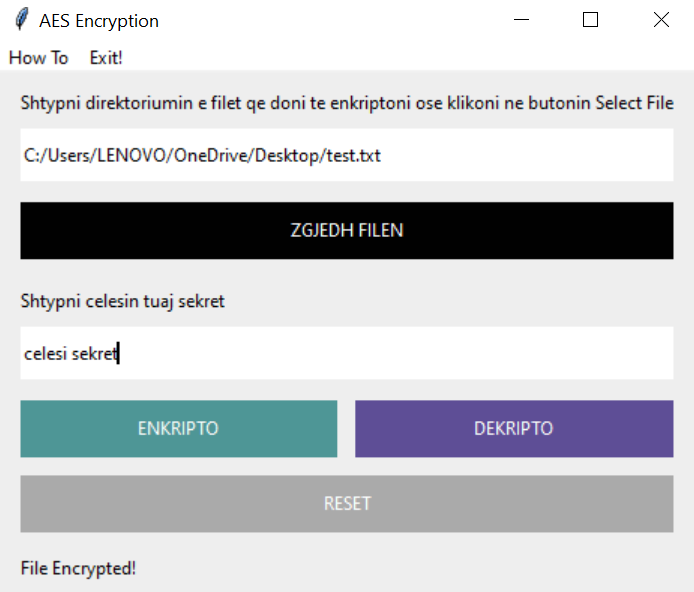 AES Encryption
How To Exit!
Shtypni direktoriumin e filet qe doni te enkriptoni ose klikoni ne butonin Select File
C:/Users/LENOVO/OneDrive/Desktop/test.txt
ZGJEDH FILEN
Shtypni celesin tuaj sekret
celesi sekret
ENKRIPTO DEKRIPTO
RESET
File Encrypted!